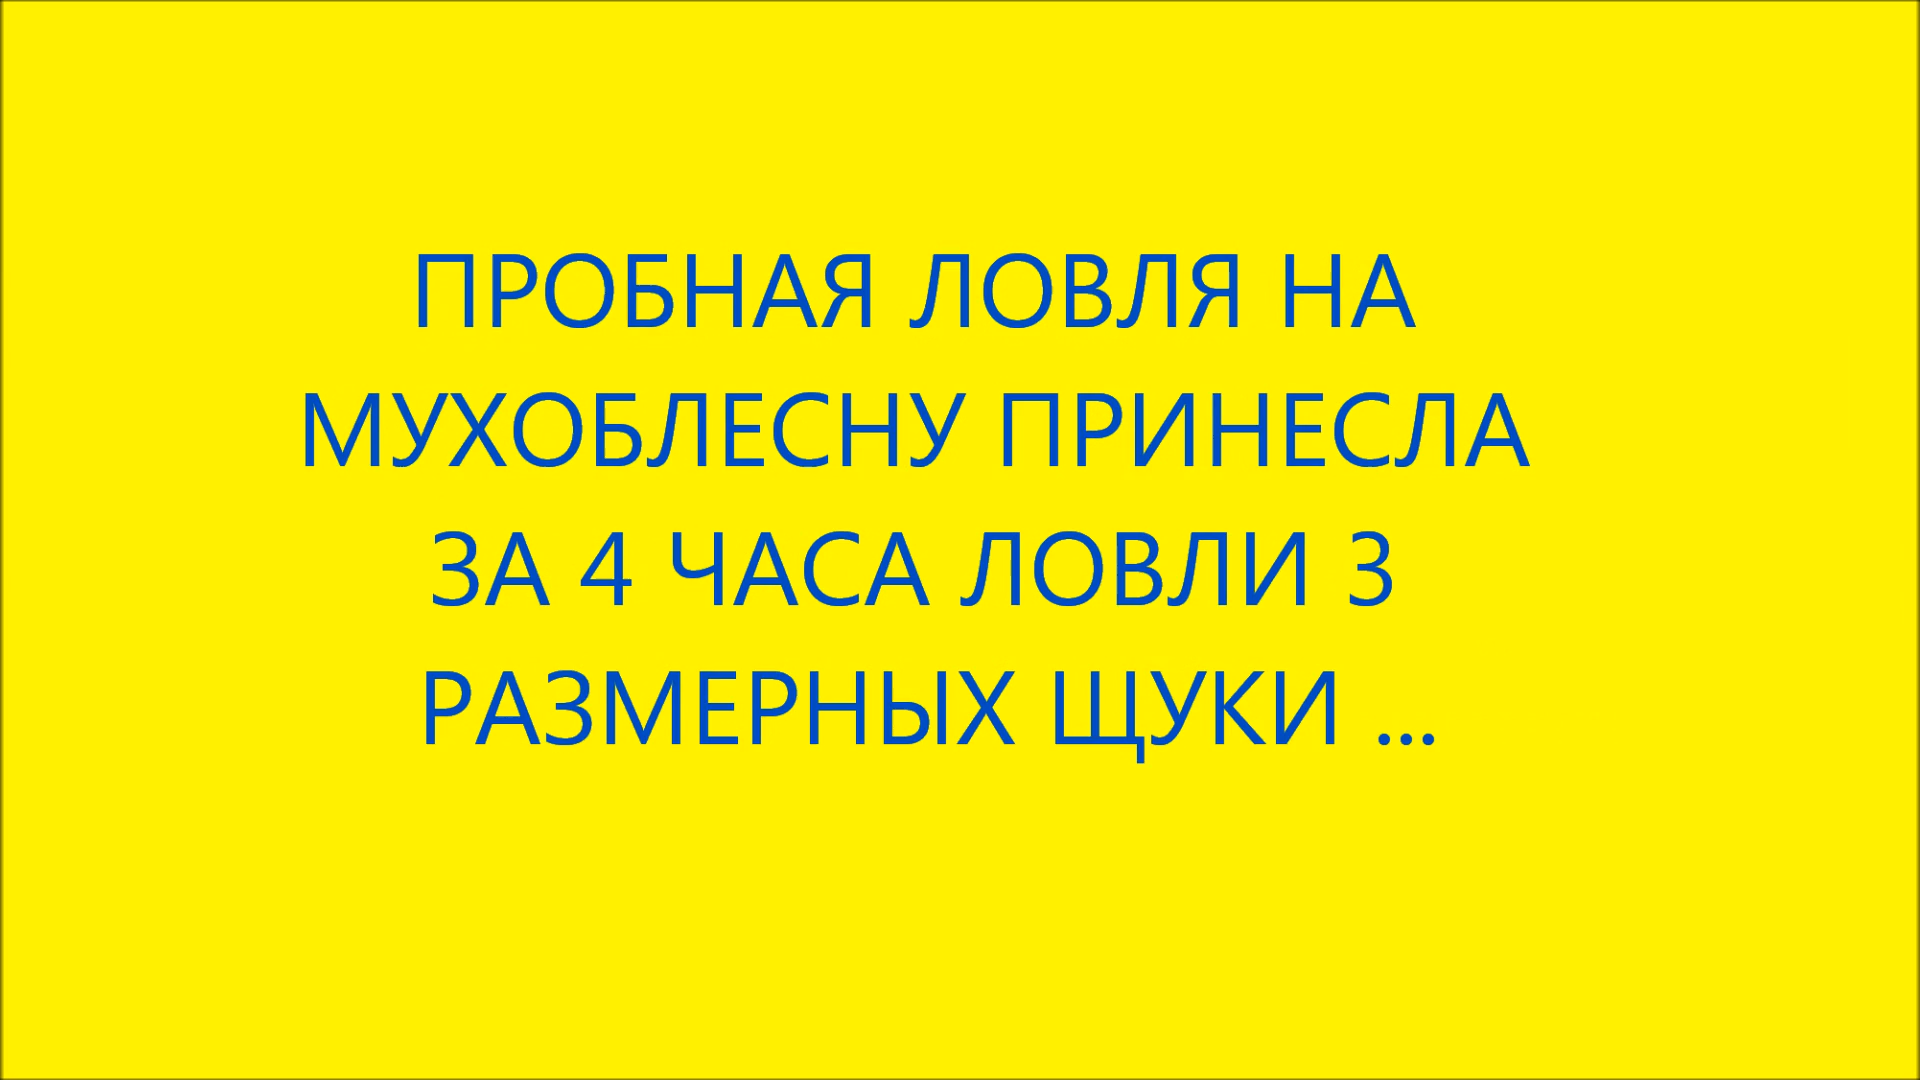 ПРОБНАЯ ЛОВЛЯ НА
МУХОБЛЕСНУ ПРИНЕСЛА
ЗА 4 ЧАСА ЛОВЛИ 3
РАЗМЕРНЫХ ЩУКИ ...